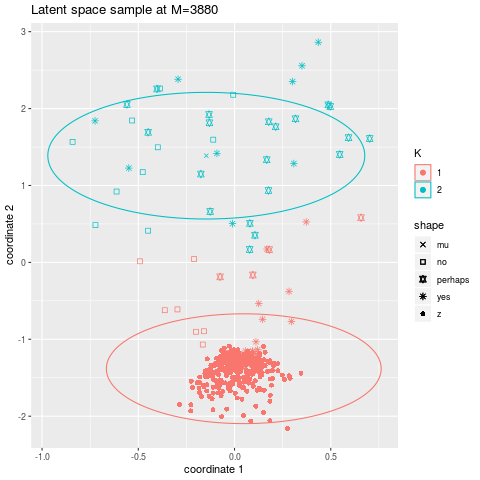 Latent space sample at M=3880
3
2
1
0
-1
-2
coordinate 2
-1.0
-0.5
0.0
0.5
coordinate 1
K
1
2
shape
mu
no
perhaps
yes
z